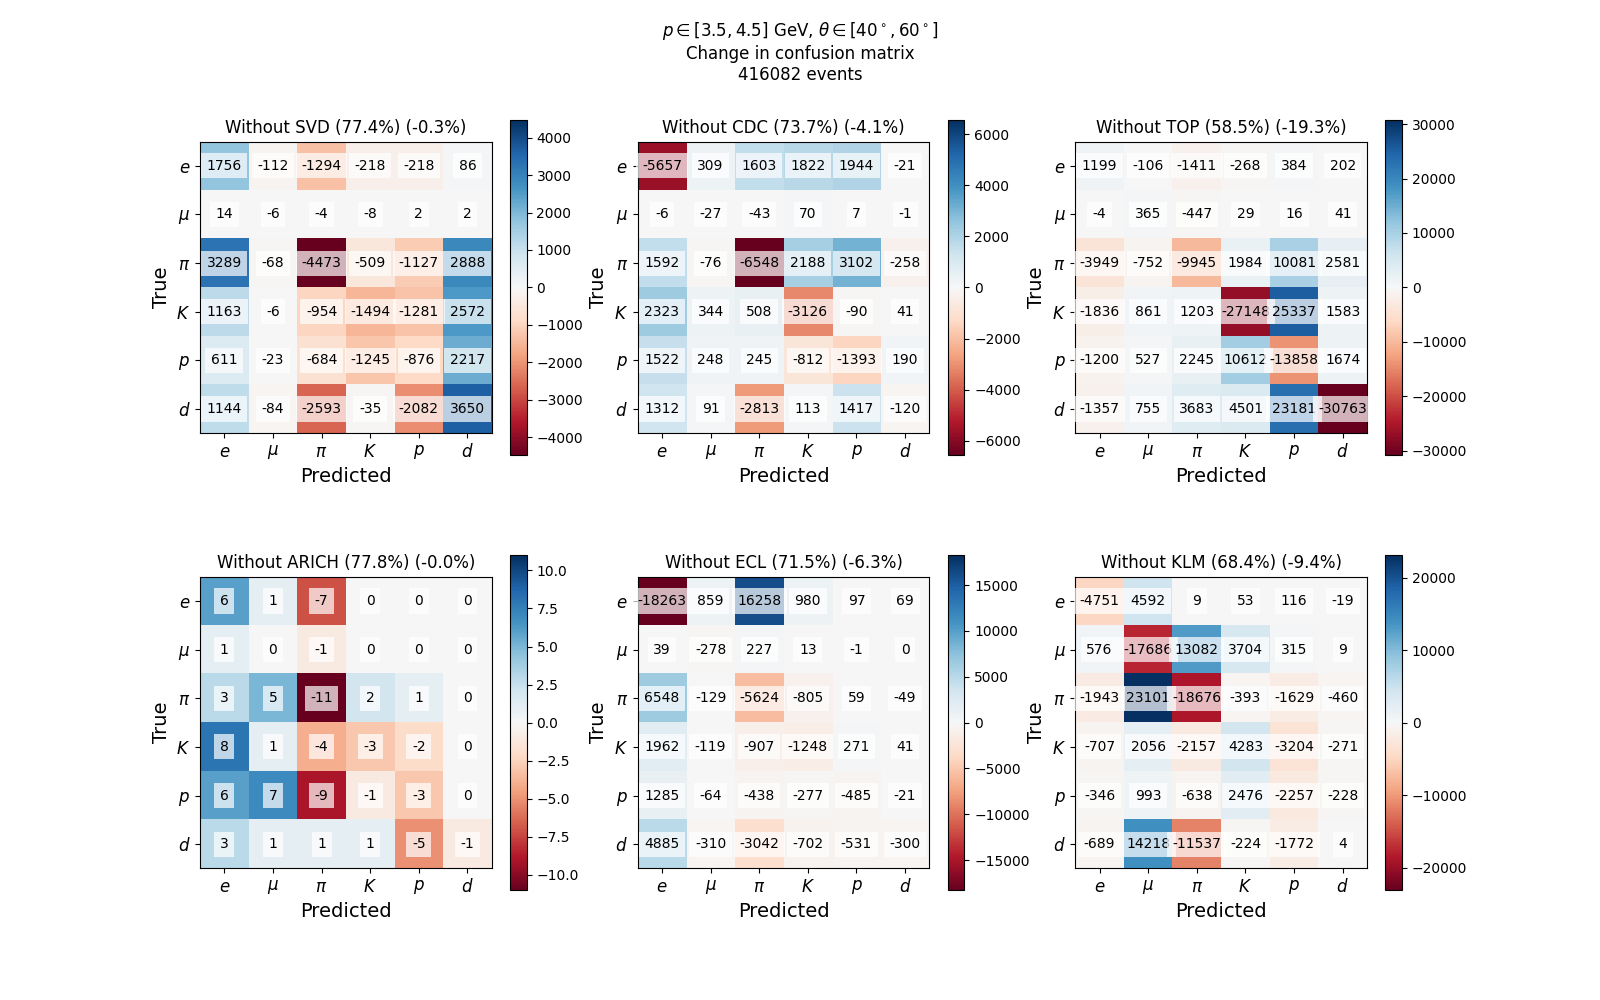 p ∈ [3.5, 4.5] GeV, θ ∈ [40°, 60°]
Change in confusion matrix
416082 events
Without SVD (77.4%) (-0.3%)
e 1756 -112 -1294 -218 -218 86
μ 14 -6 -4 -8 2 2
π 3289 -68 -4473 -509 -1127 2888
K 1163 -6 -954 -1494 -1281 2572
p 611 -23 -684 -1245 -876 2217
d 1144 -84 -2593 -35 -2082 3650
e μ π K p d
Predicted
True
4000
3000
2000
1000
0
−1000
−2000
−3000
−4000
Without CDC (73.7%) (-4.1%)
e -5657 309 1603 1822 1944 -21
μ -6 -27 -43 70 7 -1
π 1592 -76 -6548 2188 3102 -258
K 2323 344 508 -3126 -90 41
p 1522 248 245 -812 -1393 190
d 1312 91 -2813 113 1417 -120
e μ π K p d
Predicted
True
6000
4000
2000
0
−2000
−4000
−6000
Without TOP (58.5%) (-19.3%)
e 1199 -106 -1411 -268 384 202
μ -4 365 -447 29 16 41
π -3949 -752 -9945 1984 10081 2581
K -1836 861 1203 -27148 25337 1583
p -1200 527 2245 10612 -13858 1674
d -1357 755 3683 4501 23181 -30763
e μ π K p d
Predicted
True
30000
20000
10000
0
−10000
−20000
−30000
Without ARICH (77.8%) (-0.0%)
e 6 1 -7 0 0 0
μ 1 0 -1 0 0 0
π 3 5 -11 2 1 0
K 8 1 -4 -3 -2 0
p 6 7 -9 -1 -3 0
d 3 1 1 1 -5 -1
e μ π K p d
Predicted
True
10.0
7.5
5.0
2.5
0.0
−2.5
−5.0
−7.5
−10.0
Without ECL (71.5%) (-6.3%)
e -18263 859 16258 980 97 69
μ 39 -278 227 13 -1 0
π 6548 -129 -5624 -805 59 -49
K 1962 -119 -907 -1248 271 41
p 1285 -64 -438 -277 -485 -21
d 4885 -310 -3042 -702 -531 -300
e μ π K p d
Predicted
True
15000
10000
5000
0
−5000
−10000
−15000
Without KLM (68.4%) (-9.4%)
e -4751 4592 9 53 116 -19
μ 576 -17686 13082 3704 315 9
π -1943 23101 -18676 -393 -1629 -460
K -707 2056 -2157 4283 -3204 -271
p -346 993 -638 2476 -2257 -228
d -689 14218 -11537 -224 -1772 4
e μ π K p d
Predicted
True
20000
10000
0
−10000
−20000